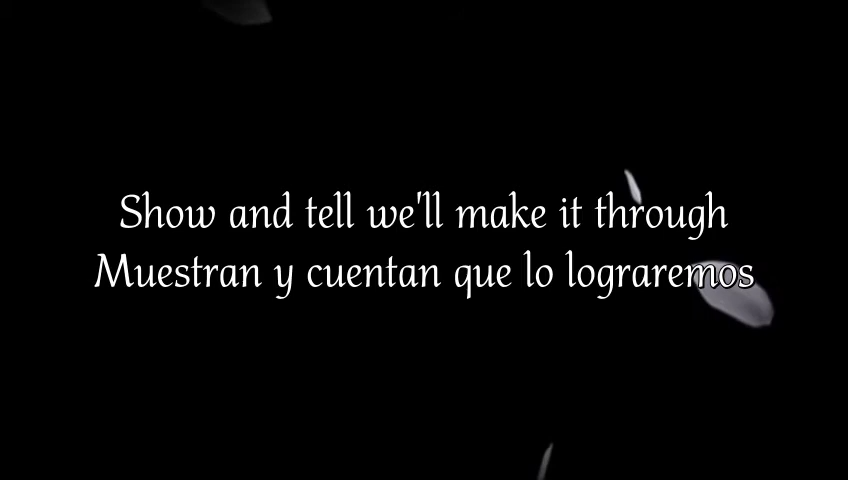 Show and tell we'll make it through
Muestran y cuentan que lo lograremos